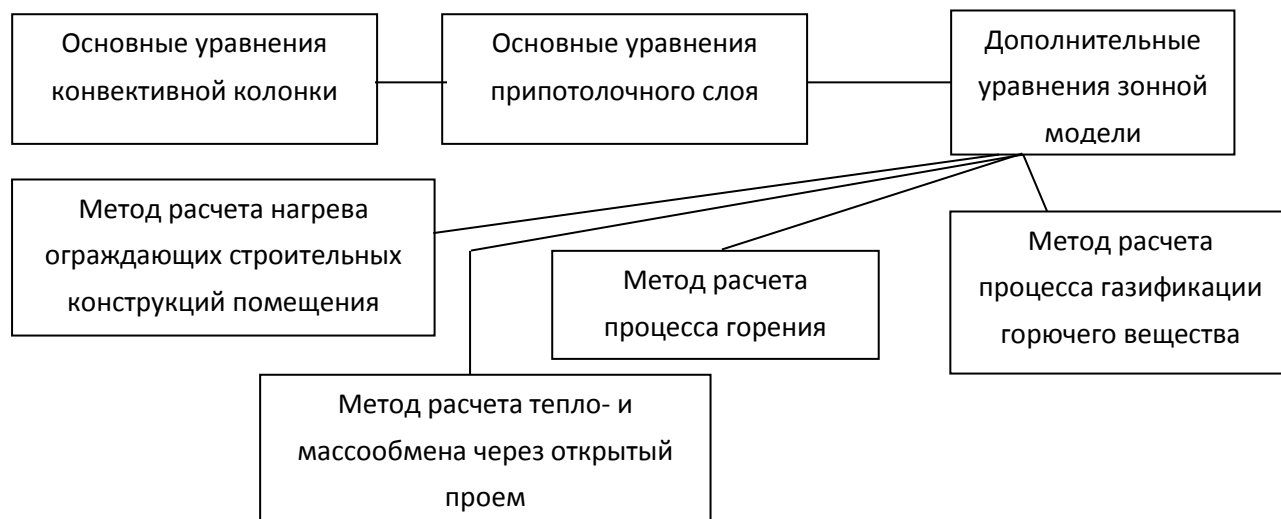 Основные уравнения
конвективной колонки
Основные уравнения
припотолочного слоя
Дополнительные
уравнения зонной
модели
Метод расчета нагрева
ограждающих строительных
конструкций помещения
Метод расчета
процесса горения
Метод расчета
процесса газификации
горючего вещества
Метод расчета тепло- и
массообмена через открытый
проем